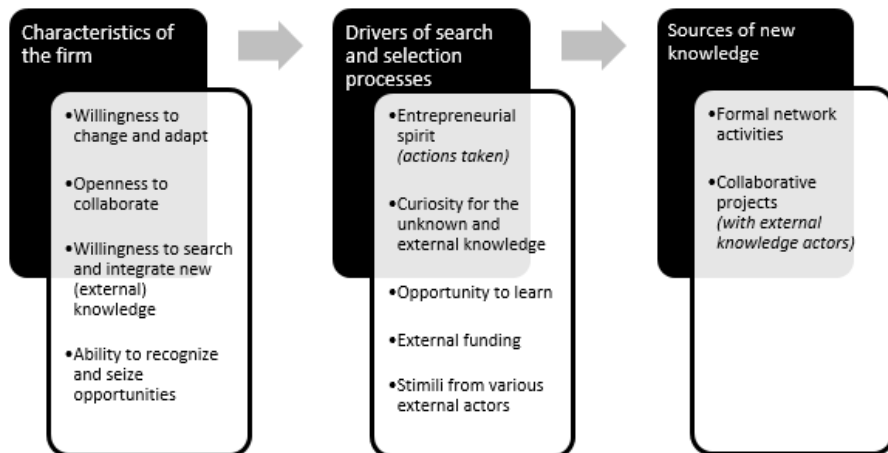 Characteristics of
the firm
•Willingness to
change and adapt
•Openness to
collaborate
•Willingness to search
and integrate new
(external)
knowledge
•Ability to recognize
and seize
opportunities
Drivers of search
and selection
processes
•Entrepreneurial
spirit
(actions taken)
•Curiosity for the
unknown and
external knowledge
•Opportunity to learn
•External funding
•Stimili from various
external actors
Sources of new
knowledge
•Formal network
activities
•Collaborative
projects
(with external
knowledge actors)